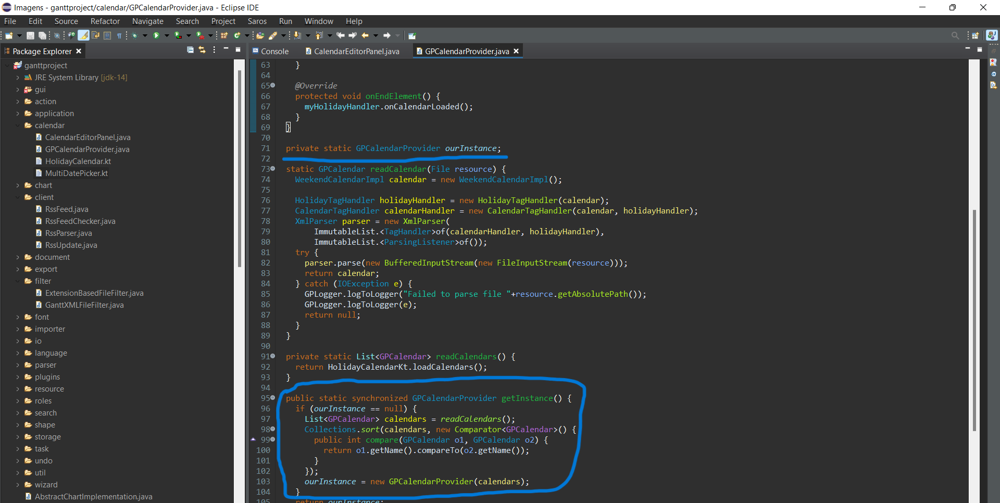 Imagens - ganttproject/calendar/GPCalendarProvider.java - Eclipse IDE
File Edit Source Refactor Navigate Search Project Saros Run Window Help
Package Explorer
Console CalendarEditorPanel.java GPCalendarProvider.java
ganttproject
JRE System Library [jdk-14]
gui
action
application
calendar
CalendarEditorPanel.java
GPCalendarProvider.java
HolidayCalendar.kt
MultiDatePicker.kt
chart
client
RssFeed.java
RssFeedChecker.java
RssParser.java
RssUpdate.java
document
export
filter
ExtensionBasedFileFilter.java
GanttXMLFileFilter.java
font
importer
io
language
parser
plugins
resource
roles
search
shape
storage
task
undo
util
wizard
AbstractChartImplementation.java
63 }
64
65 @Override
66 protected void onEndElement() {
67 myHolidayHandler.onCalendarLoaded();
68 }
69 }
70
71 private static GPCalendarProvider ourInstance;
72
73 static GPCalendar readCalendar(File resource) {
74 WeekendCalendarImpl calendar = new WeekendCalendarImpl();
75
76 HolidayTagHandler holidayHandler = new HolidayTagHandler(calendar);
77 CalendarTagHandler calendarHandler = new CalendarTagHandler(calendar, holidayHandler);
78 XmlParser parser = new XmlParser(
79 ImmutableList.<TagHandler>of(calendarHandler, holidayHandler),
80 ImmutableList.<ParsingListener>of());
81 try {
82 parser.parse(new BufferedInputStream(new FileInputStream(resource)));
83 return calendar;
84 } catch (IOException e) {
85 GPLogger.logToLogger("Failed to parse file "+resource.getAbsolutePath());
86 GPLogger.logToLogger(e);
87 return null;
88 }
89 }
90
91 private static List<GPCalendar> readCalendars() {
92 return HolidayCalendarKt.loadCalendars();
93 }
94
95 public static synchronized GPCalendarProvider getInstance() {
96 if (ourInstance == null) {
97 List<GPCalendar> calendars = readCalendars();
98 Collections.sort(calendars, new Comparator<GPCalendar>() {
99 public int compare(GPCalendar o1, GPCalendar o2) {
100 return o1.getName().compareTo(o2.getName());
101 }
102 });
103 ourInstance = new GPCalendarProvider(calendars);
104 }
105 return ourInstance;